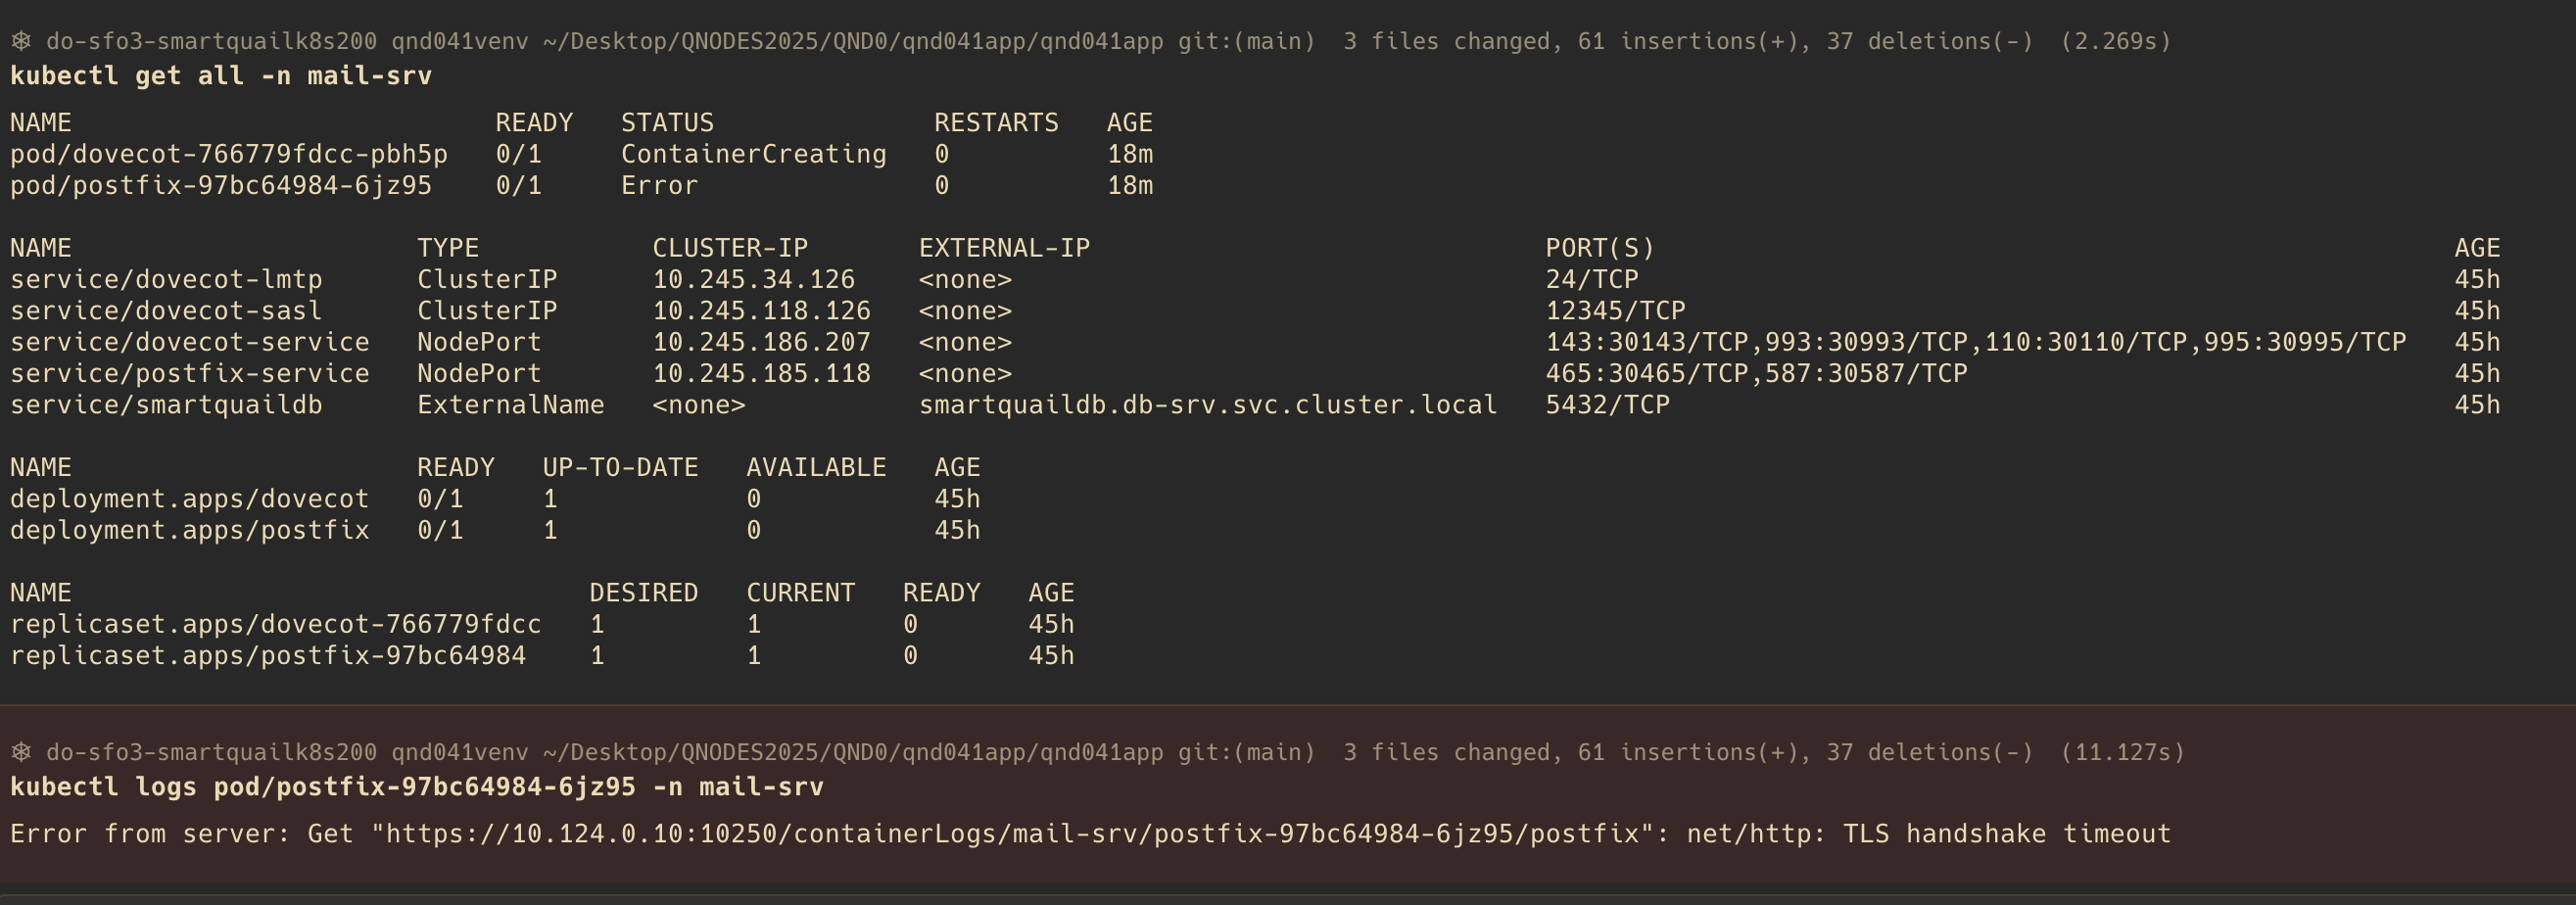 ⎈ do-sfo3-smartquailk8s200 qnd041venv ~/Desktop/QNODES2025/QND0/qnd041app/qnd041app git:(main) 3 files changed, 61 insertions(+), 37 deletions(-) (2.269s)
kubectl get all -n mail-srv
NAME READY STATUS RESTARTS AGE
pod/dovecot-766779fdcc-pbh5p 0/1 ContainerCreating 0 18m
pod/postfix-97bc64984-6jz95 0/1 Error 0 18m
NAME TYPE CLUSTER-IP EXTERNAL-IP PORT(S) AGE
service/dovecot-lmtp ClusterIP 10.245.34.126 <none> 24/TCP 45h
service/dovecot-sasl ClusterIP 10.245.118.126 <none> 12345/TCP 45h
service/dovecot-service NodePort 10.245.186.207 <none> 143:30143/TCP,993:30993/TCP,110:30110/TCP,995:30995/TCP 45h
service/postfix-service NodePort 10.245.185.118 <none> 465:30465/TCP,587:30587/TCP 45h
service/smartquaildb ExternalName <none> smartquaildb.db-srv.svc.cluster.local 5432/TCP 45h
NAME READY UP-TO-DATE AVAILABLE AGE
deployment.apps/dovecot 0/1 1 0 45h
deployment.apps/postfix 0/1 1 0 45h
NAME DESIRED CURRENT READY AGE
replicaset.apps/dovecot-766779fdcc 1 1 0 45h
replicaset.apps/postfix-97bc64984 1 1 0 45h
⎈ do-sfo3-smartquailk8s200 qnd041venv ~/Desktop/QNODES2025/QND0/qnd041app/qnd041app git:(main) 3 files changed, 61 insertions(+), 37 deletions(-) (11.127s)
kubectl logs pod/postfix-97bc64984-6jz95 -n mail-srv
Error from server: Get "https://10.124.0.10:10250/containerLogs/mail-srv/postfix-97bc64984-6jz95/postfix": net/http: TLS handshake timeout